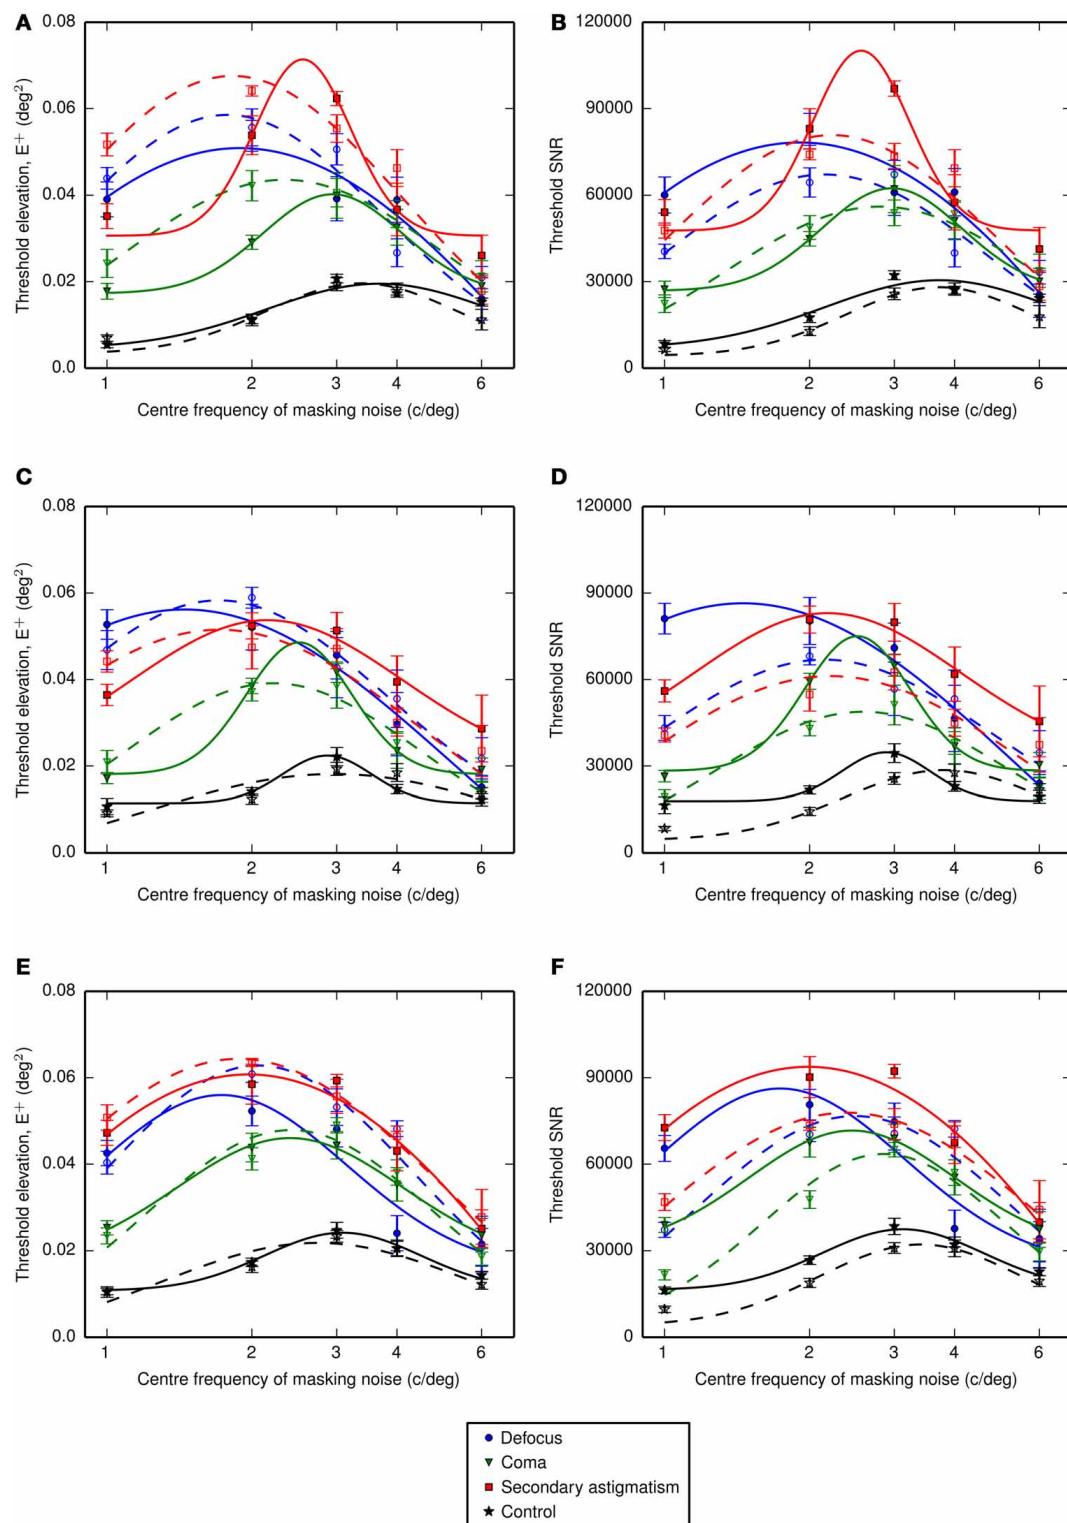 A
Threshold elevation, E⁺ (deg²)
0.08
0.06
0.04
0.02
0.0
1 2 3 4 6
Centre frequency of masking noise (c/deg)
B
Threshold SNR
120000
90000
60000
30000
0
1 2 3 4 6
Centre frequency of masking noise (c/deg)
C
Threshold elevation, E⁺ (deg²)
0.08
0.06
0.04
0.02
0.0
1 2 3 4 6
Centre frequency of masking noise (c/deg)
D
Threshold SNR
120000
90000
60000
30000
0
1 2 3 4 6
Centre frequency of masking noise (c/deg)
E
Threshold elevation, E⁺ (deg²)
0.08
0.06
0.04
0.02
0.0
1 2 3 4 6
Centre frequency of masking noise (c/deg)
F
Threshold SNR
120000
90000
60000
30000
0
1 2 3 4 6
Centre frequency of masking noise (c/deg)
Defocus
Coma
Secondary astigmatism
Control